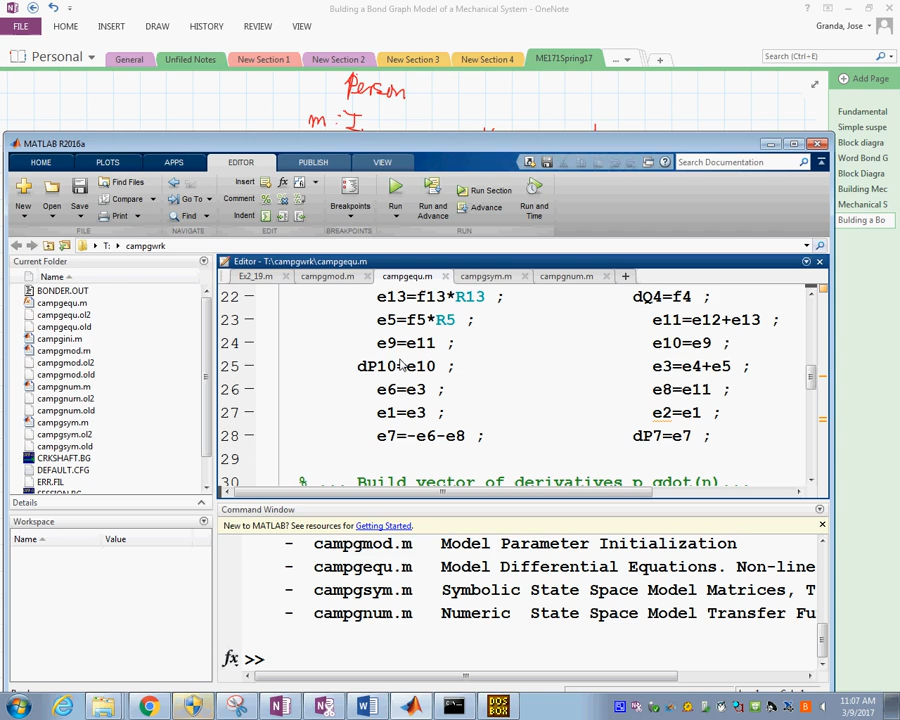 Bulding a Bond Graph Model of a Mechanical System - OneNote
FILE HOME INSERT DRAW HISTORY REVIEW VIEW Granda, Jose
Personal General Unfiled Notes New Section 1 New Section 2 New Section 3 New Section 4 ME171Spring17 ... + Search (Ctrl+E)
Person
m : I
+ Add Page
Fundamental
Simple suspe
Block diagra
Word Bond G
Block Diagra
Building Mec
Mechanical S
Bulding a Bo
MATLAB R2016a
HOME PLOTS APPS EDITOR PUBLISH VIEW Search Documentation
New Open Save Find Files Compare Print Go To Find Insert fx Comment % Indent Breakpoints Run Run and Advance Run Section Advance Run and Time
FILE NAVIGATE EDIT BREAKPOINTS RUN
T: campgwrk
Current Folder
Name
BONDER.OUT
campgequ.m
campgequ.ol2
campgequ.old
campgini.m
campgmod.m
campgmod.ol2
campgmod.old
campgnum.m
campgnum.ol2
campgnum.old
campgsym.m
campgsym.ol2
campgsym.old
CRKSHAFT.BG
DEFAULT.CFG
ERR.FIL
SESSION.BG
Details
Workspace
Name Value
Editor - T:\campgwrk\campgequ.m
Ex2_19.m campgmod.m campgequ.m campgsym.m campgnum.m +
22 – e13=f13*R13 ; dQ4=f4 ;
23 – e5=f5*R5 ; e11=e12+e13 ;
24 – e9=e11 ; e10=e9 ;
25 – dP10=e10 ; e3=e4+e5 ;
26 – e6=e3 ; e8=e11 ;
27 – e1=e3 ; e2=e1 ;
28 – e7=-e6-e8 ; dP7=e7 ;
29
30 % ... Build vector of derivatives p_qdot(n)...
Command Window
New to MATLAB? See resources for Getting Started.
- campgmod.m Model Parameter Initialization
- campgequ.m Model Differential Equations. Non-line
- campgsym.m Symbolic State Space Model Matrices, T
- campgnum.m Numeric State Space Model Transfer Fu
fx >>
11:07 AM
3/9/2017